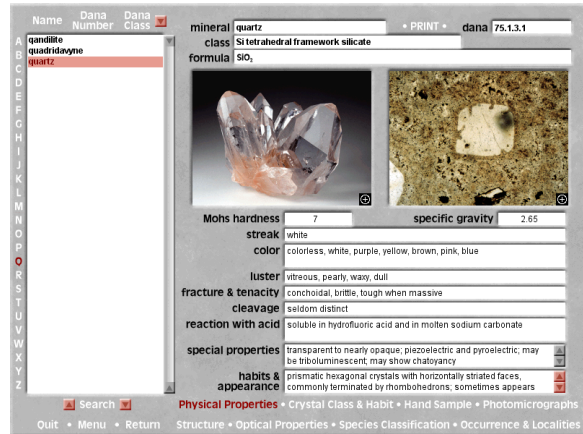 Name Dana Number Dana Class
A
B
C
D
E
F
G
H
I
J
K
L
M
N
O
P
Q
R
S
T
U
V
W
X
Y
Z
qandilite
quadridavyne
quartz
Search
Quit • Menu • Return
mineral quartz • PRINT • dana 75.1.3.1
class Si tetrahedral framework silicate
formula SiO₂
Mohs hardness 7 specific gravity 2.65
streak white
color colorless, white, purple, yellow, brown, pink, blue
luster vitreous, pearly, waxy, dull
fracture & tenacity conchoidal, brittle, tough when massive
cleavage seldom distinct
reaction with acid soluble in hydrofluoric acid and in molten sodium carbonate
special properties transparent to nearly opaque; piezoelectric and pyroelectric; may
be triboluminescent; may show chatoyancy
habits & appearance prismatic hexagonal crystals with horizontally striated faces,
commonly terminated by rhombohedrons; sometimes appears
Physical Properties • Crystal Class & Habit • Hand Sample • Photomicrographs
Structure • Optical Properties • Species Classification • Occurrence & Localities